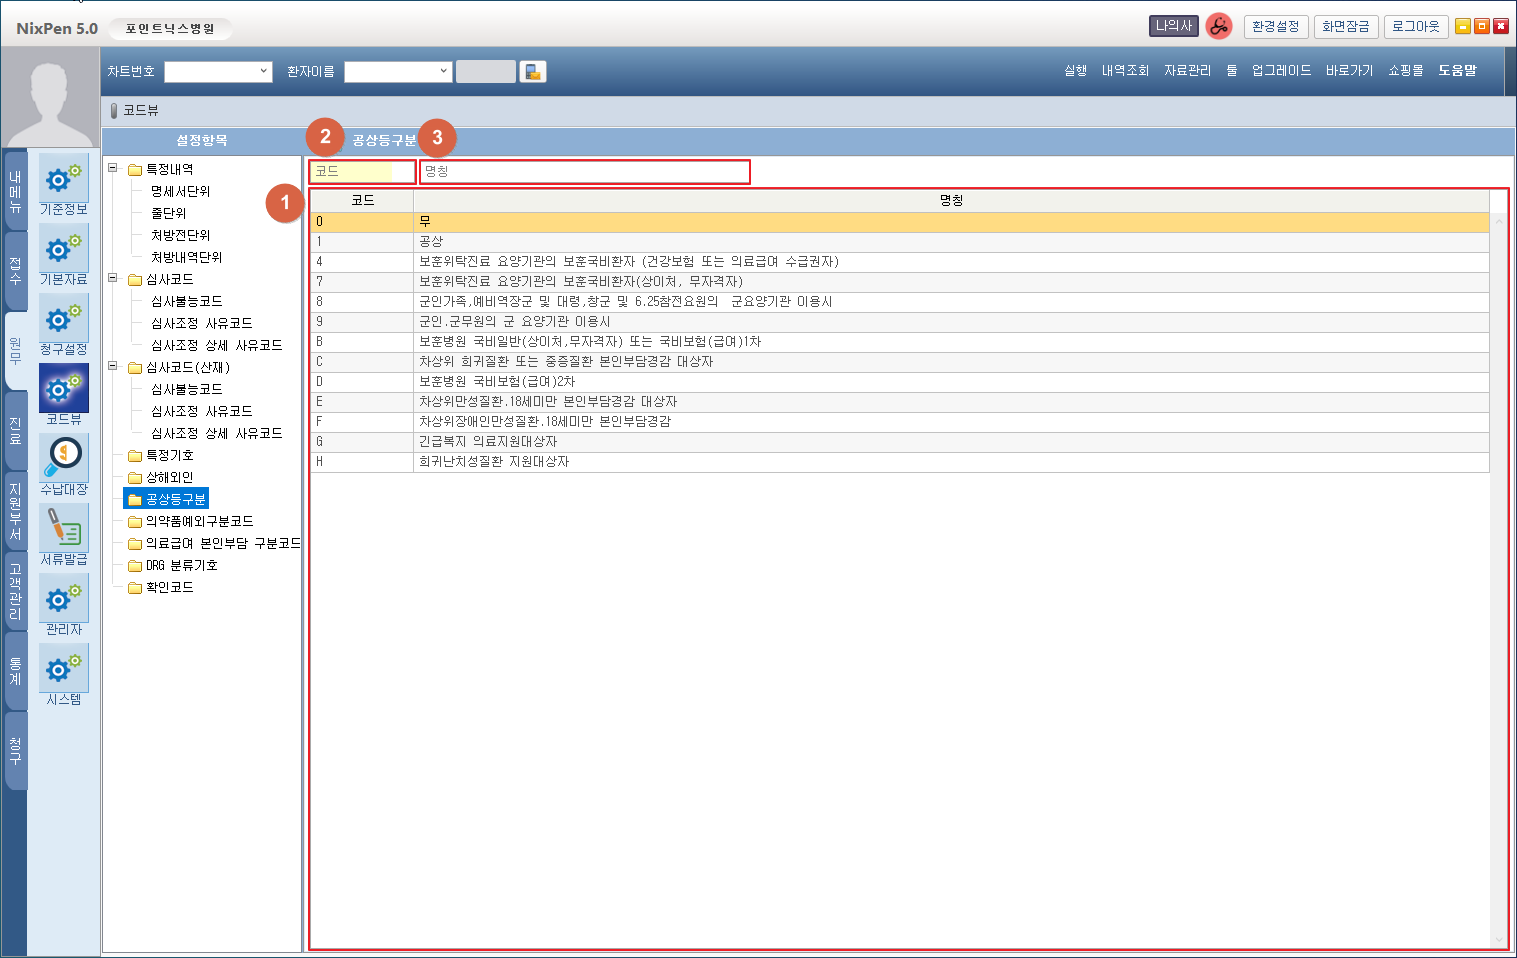 NixPen 5.0 포인트닉스병원 나의사 환경설정 화면잠금 로그아웃
차트번호 환자이름 실행 내역조회 자료관리 툴 업그레이드 바로가기 쇼핑몰 도움말
코드뷰
내메뉴
접수
원무
진료
지원부서
고객관리
통계
청구
기준정보
기본자료
청구설정
코드뷰
수납대장
서류발급
관리자
시스템
설정항목
특정내역
명세서단위
줄단위
처방전단위
처방내역단위
심사코드
심사불능코드
심사조정 사유코드
심사조정 상세 사유코드
심사코드(산재)
심사불능코드
심사조정 사유코드
심사조정 상세 사유코드
특정기호
상해외인
공상등구분
의약품예외구분코드
의료급여 본인부담 구분코드
DRG 분류기호
확인코드
2 공상등구분 3
코드 명칭
1
코드 명칭
0 무
1 공상
4 보훈위탁진료 요양기관의 보훈국비환자 (건강보험 또는 의료급여 수급권자)
7 보훈위탁진료 요양기관의 보훈국비환자(상이처, 무자격자)
8 군인가족,예비역장군 및 대령,창군 및 6.25참전요원의 군요양기관 이용시
9 군인.군무원의 군 요양기관 이용시
B 보훈병원 국비일반(상이처,무자격자) 또는 국비보험(급여)1차
C 차상위 희귀질환 또는 중증질환 본인부담경감 대상자
D 보훈병원 국비보험(급여)2차
E 차상위만성질환.18세미만 본인부담경감 대상자
F 차상위장애인만성질환.18세미만 본인부담경감
G 긴급복지 의료지원대상자
H 희귀난치성질환 지원대상자